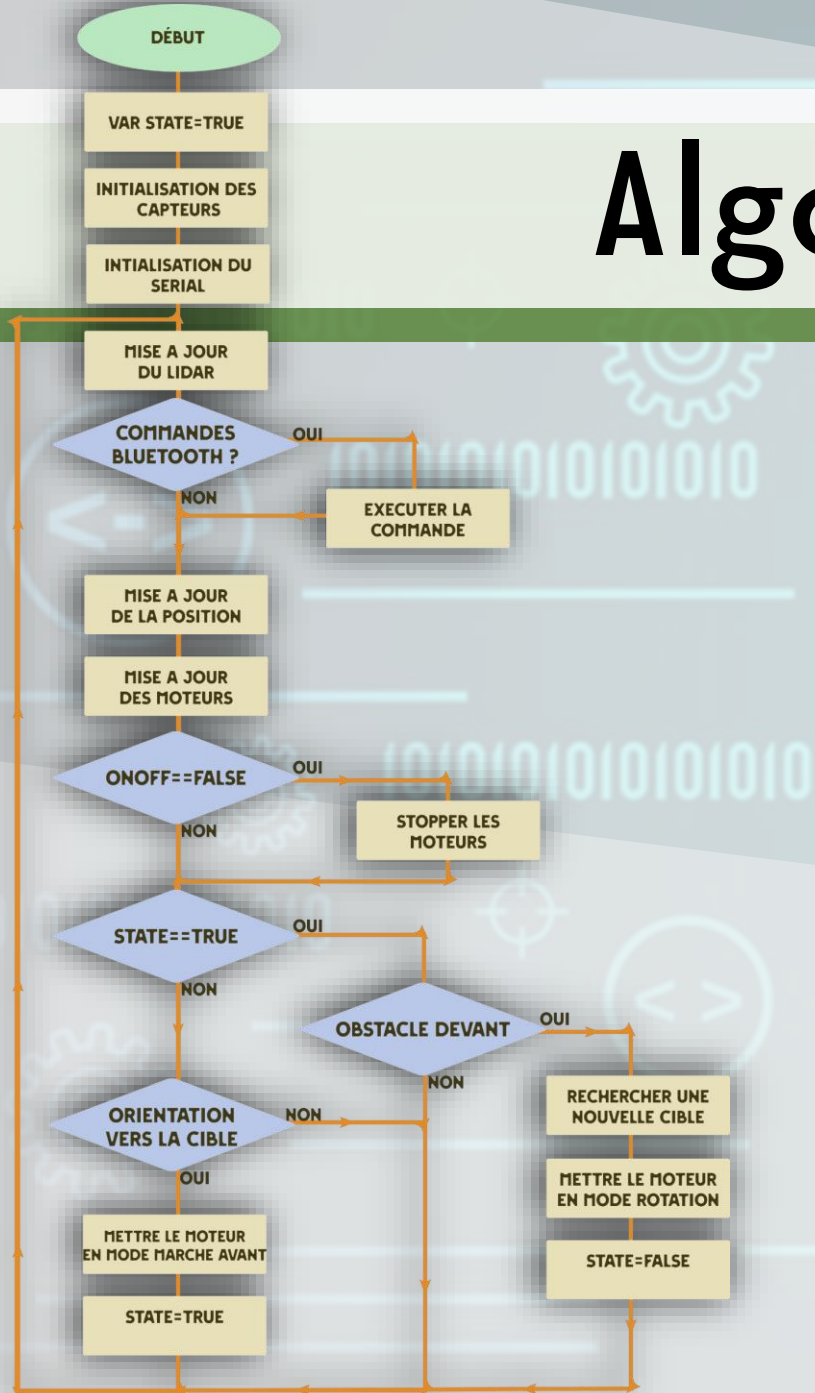 DÉBUT
VAR STATE=TRUE
Algo
INITIALISATION DES
CAPTEURS
INTIALISATION DU
SERIAL
MISE A JOUR
DU LIDAR
COMMANDES
BLUETOOTH ?
OUI
NON
EXECUTER LA
COMMANDE
MISE A JOUR
DE LA POSITION
MISE A JOUR
DES MOTEURS
ONOFF==FALSE
OUI
NON
STOPPER LES
MOTEURS
STATE==TRUE
OUI
NON
OBSTACLE DEVANT
OUI
NON
RECHERCHER UNE
NOUVELLE CIBLE
METTRE LE MOTEUR
EN MODE ROTATION
STATE=FALSE
ORIENTATION
VERS LA CIBLE
NON
OUI
METTRE LE MOTEUR
EN MODE MARCHE AVANT
STATE=TRUE